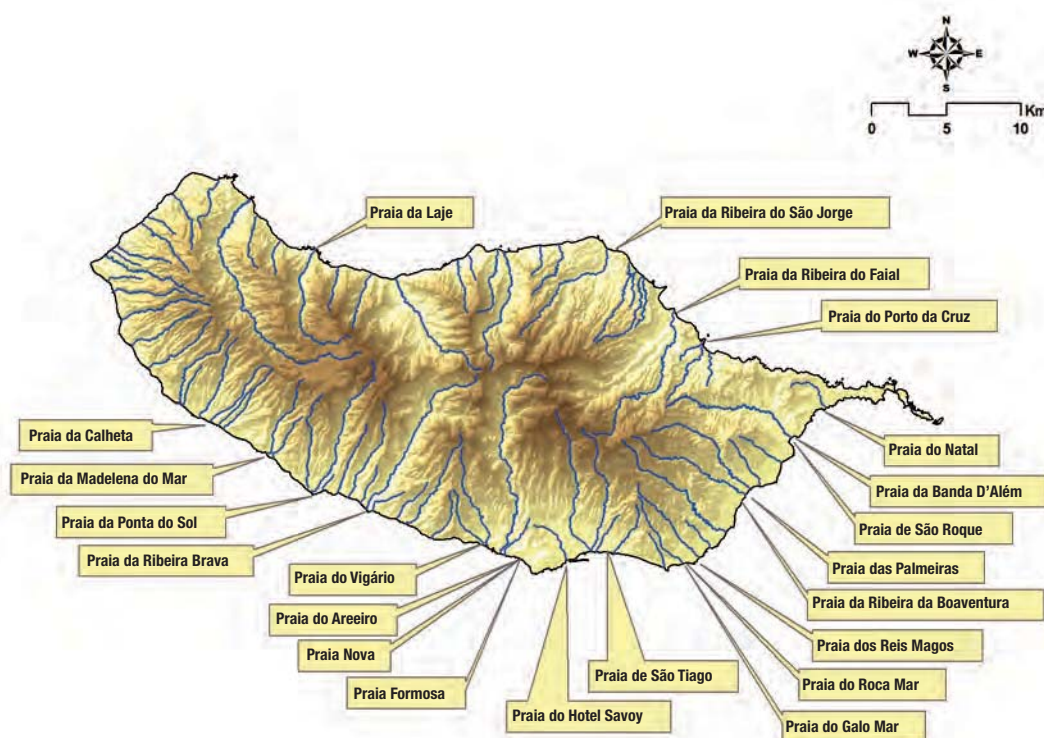 N
W E
S
Km
0 5 10
Praia da Laje
Praia da Ribeira do São Jorge
Praia da Ribeira do Faial
Praia do Porto da Cruz
Praia da Calheta
Praia do Natal
Praia da Madelena do Mar
Praia da Banda D'Além
Praia da Ponta do Sol
Praia de São Roque
Praia da Ribeira Brava
Praia das Palmeiras
Praia do Vigário
Praia da Ribeira da Boaventura
Praia do Areeiro
Praia dos Reis Magos
Praia Nova
Praia de São Tiago
Praia do Roca Mar
Praia Formosa
Praia do Hotel Savoy
Praia do Galo Mar